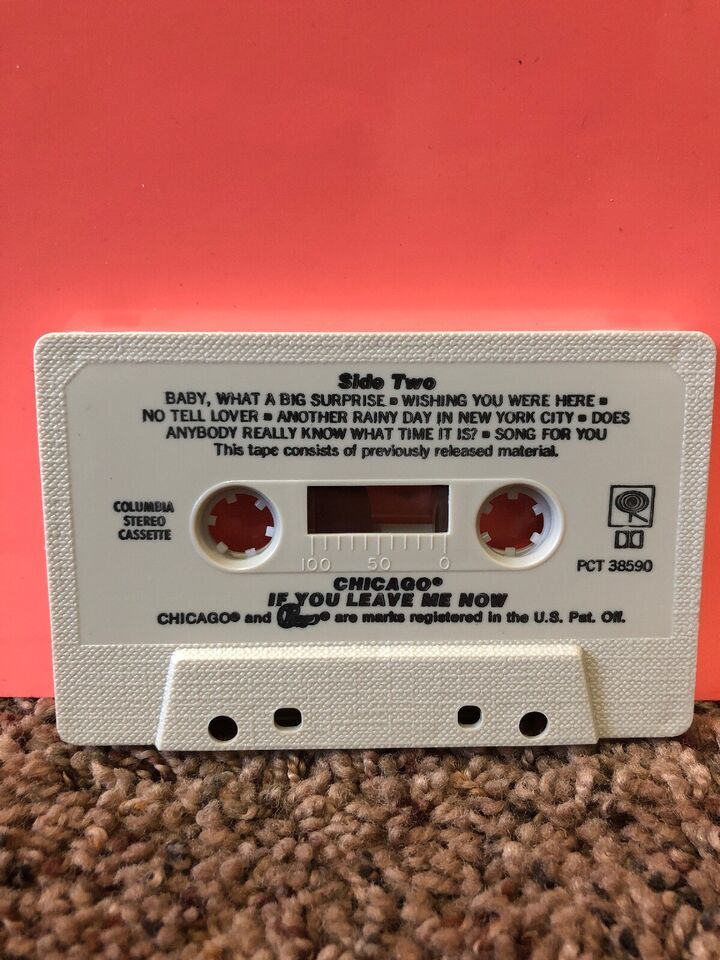 Side Two
BABY, WHAT A BIG SURPRISE ▪ WISHING YOU WERE HERE ▪
NO TELL LOVER ▪ ANOTHER RAINY DAY IN NEW YORK CITY ▪ DOES
ANYBODY REALLY KNOW WHAT TIME IT IS? ▪ SONG FOR YOU
This tape consists of previously released material.
COLUMBIA
STEREO
CASSETTE
100 50 0
PCT 38590
CHICAGO®
IF YOU LEAVE ME NOW
CHICAGO® and Chicago® are marks registered in the U.S. Pat. Off.